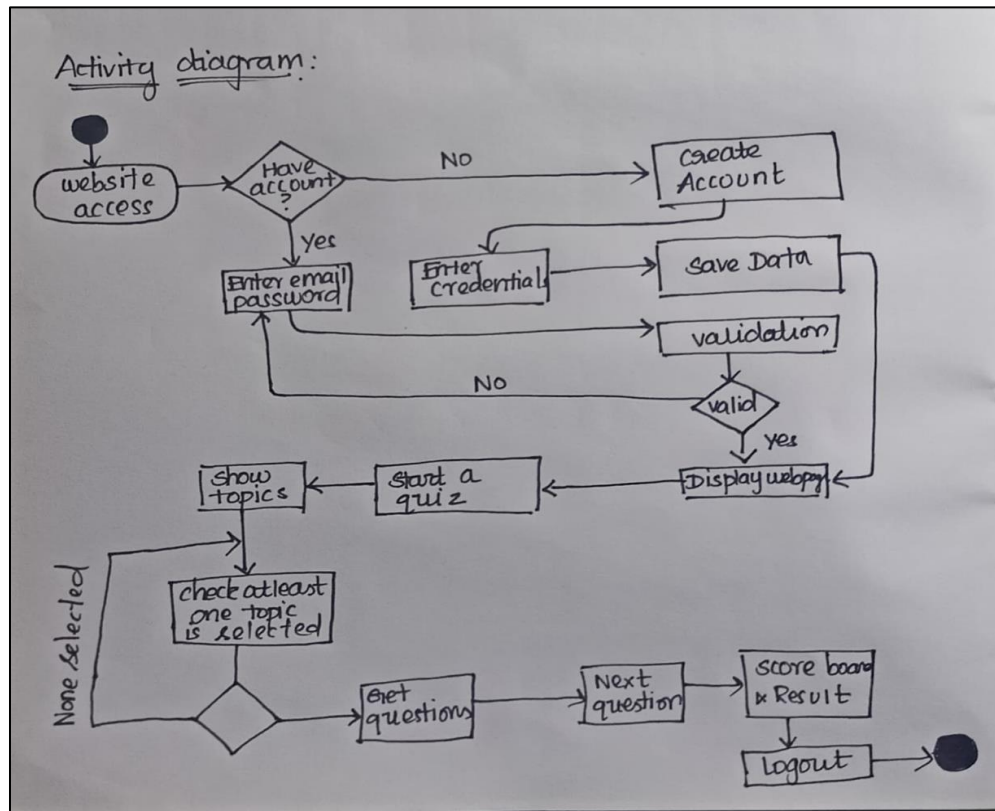 Activity diagram:
website
access
Have
account
?
NO
Create
Account
Yes
Enter email
password
Enter
Credential
save Data
validation
NO
valid
yes
Display webpg
start a
quiz
show
topics
None selected
check atleast
one topic
is selected
Get
questions
Next
question
score board
& Result
Logout